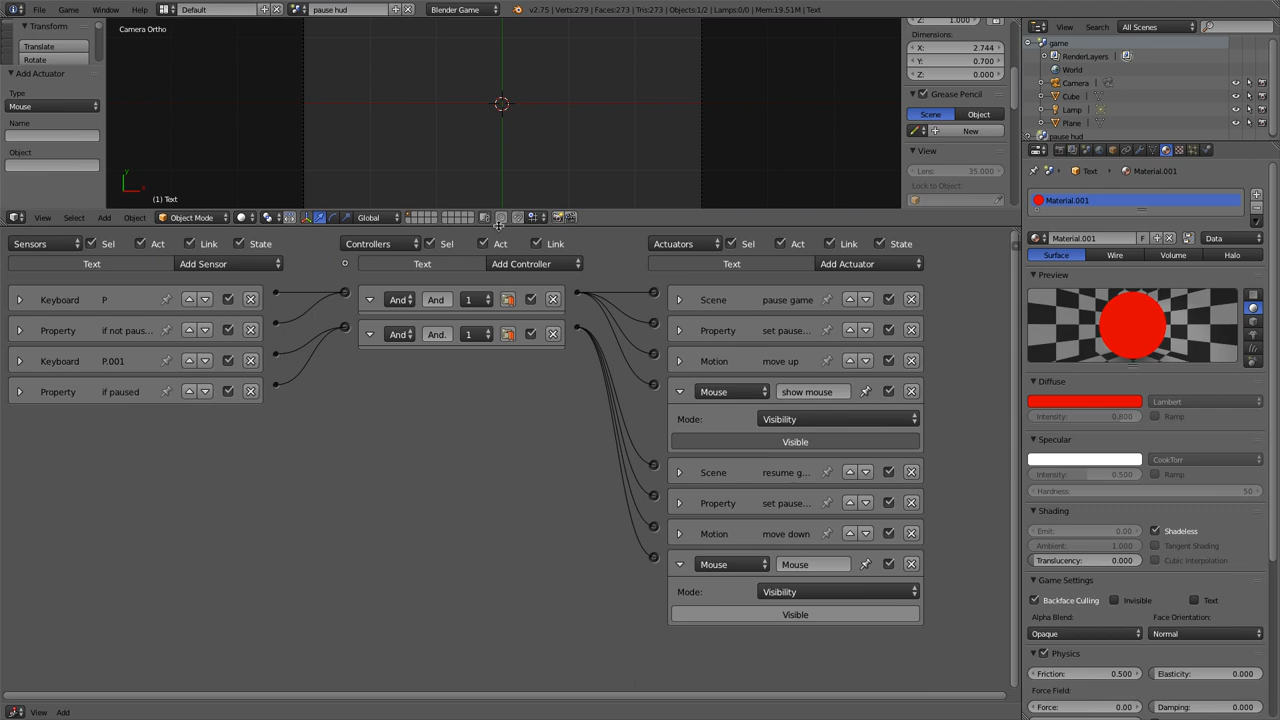 File Game Window Help Default pause hud Blender Game v2.75 | Verts:279 | Faces:273 | Tris:273 | Objects:1/2 | Lamps:0/0 | Mem:19.51M | Text
Transform
Translate
Rotate
Add Actuator
Type
Mouse
Name
Object
Camera Ortho
y
x
(1) Text
Z: 1.000
Dimensions:
X: 2.744
Y: 0.700
Z: 0.000
Grease Pencil
Scene Object
New
View
Lens: 35.000
Lock to Object:
View Search All Scenes
game
RenderLayers
World
Camera
Cube
Lamp
Plane
pause hud
View Select Add Object Object Mode Global
Sensors Sel Act Link State
Text Add Sensor
Keyboard P
Property if not paus...
Keyboard P.001
Property if paused
Controllers Sel Act Link
Text Add Controller
And And 1
And And. 1
Actuators Sel Act Link State
Text Add Actuator
Scene pause game
Property set pause...
Motion move up
Mouse show mouse
Mode: Visibility
Visible
Scene resume g...
Property set pause...
Motion move down
Mouse Mouse
Mode: Visibility
Visible
View Add
Text Material.001
Material.001
Material.001 F Data
Surface Wire Volume Halo
Preview
Diffuse
Lambert
Intensity: 0.800 Ramp
Specular
CookTorr
Intensity: 0.500 Ramp
Hardness: 50
Shading
Emit: 0.00 Shadeless
Ambient: 1.000 Tangent Shading
Translucency: 0.000 Cubic Interpolation
Game Settings
Backface Culling Invisible Text
Alpha Blend: Face Orientation:
Opaque Normal
Physics
Friction: 0.500 Elasticity: 0.000
Force Field:
Force: 0.00 Damping: 0.000